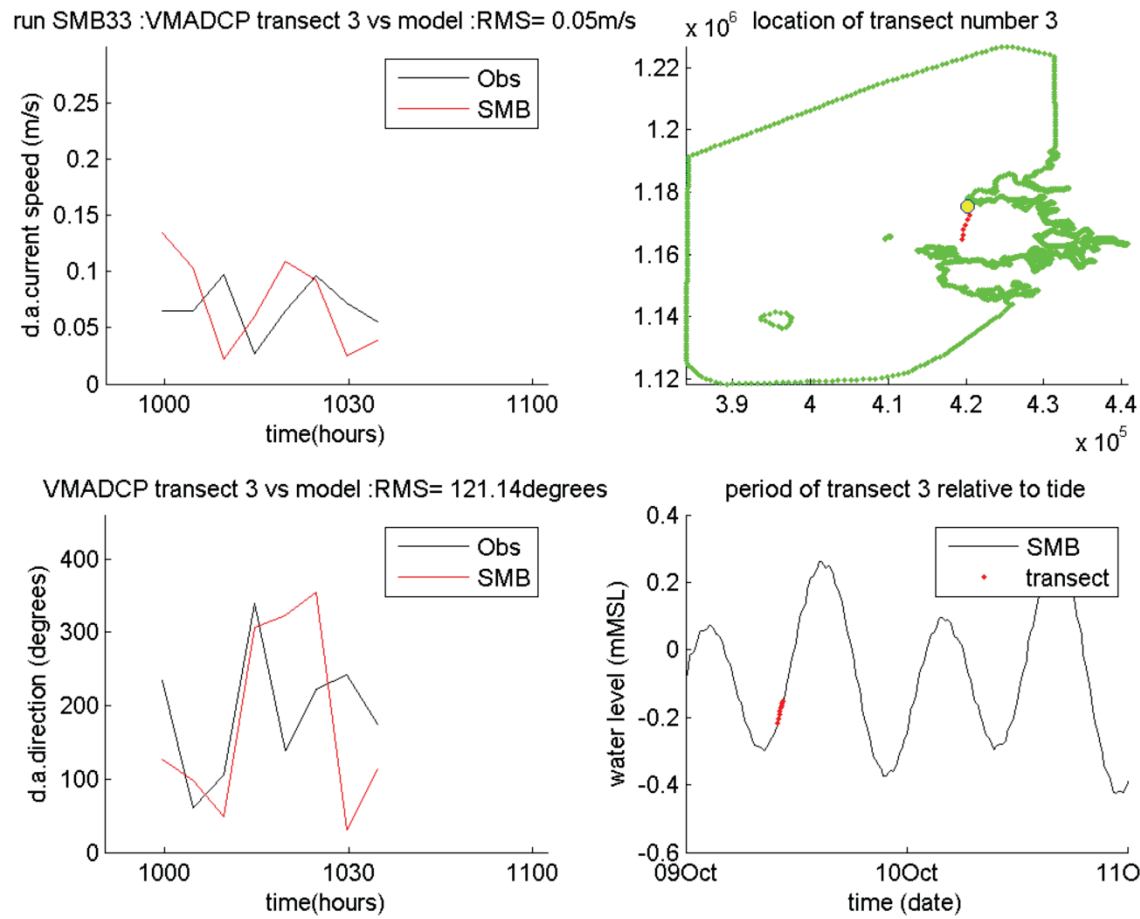 run SMB33 :VMADCP transect 3 vs model :RMS= 0.05m/s
Obs
SMB
0.25
0.2
0.15
0.1
0.05
0
d.a.current speed (m/s)
1000 1030 1100
time(hours)
location of transect number 3
x 10^6
1.22
1.2
1.18
1.16
1.14
1.12
3.9 4 4.1 4.2 4.3 4.4
x 10^5
VMADCP transect 3 vs model :RMS= 121.14degrees
Obs
SMB
400
300
200
100
0
d.a.direction (degrees)
1000 1030 1100
time(hours)
period of transect 3 relative to tide
SMB
transect
0.4
0.2
0
-0.2
-0.4
-0.6
water level (mMSL)
09Oct 10Oct 11O
time (date)